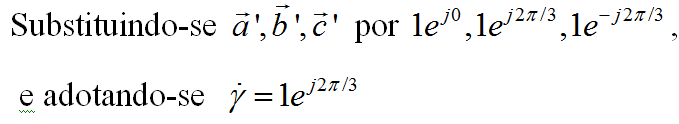 Substituindo-se a⃗', b⃗', c⃗' por 1e^{j0}, 1e^{j2π/3}, 1e^{-j2π/3},
e adotando-se γ̇ = 1e^{j2π/3}